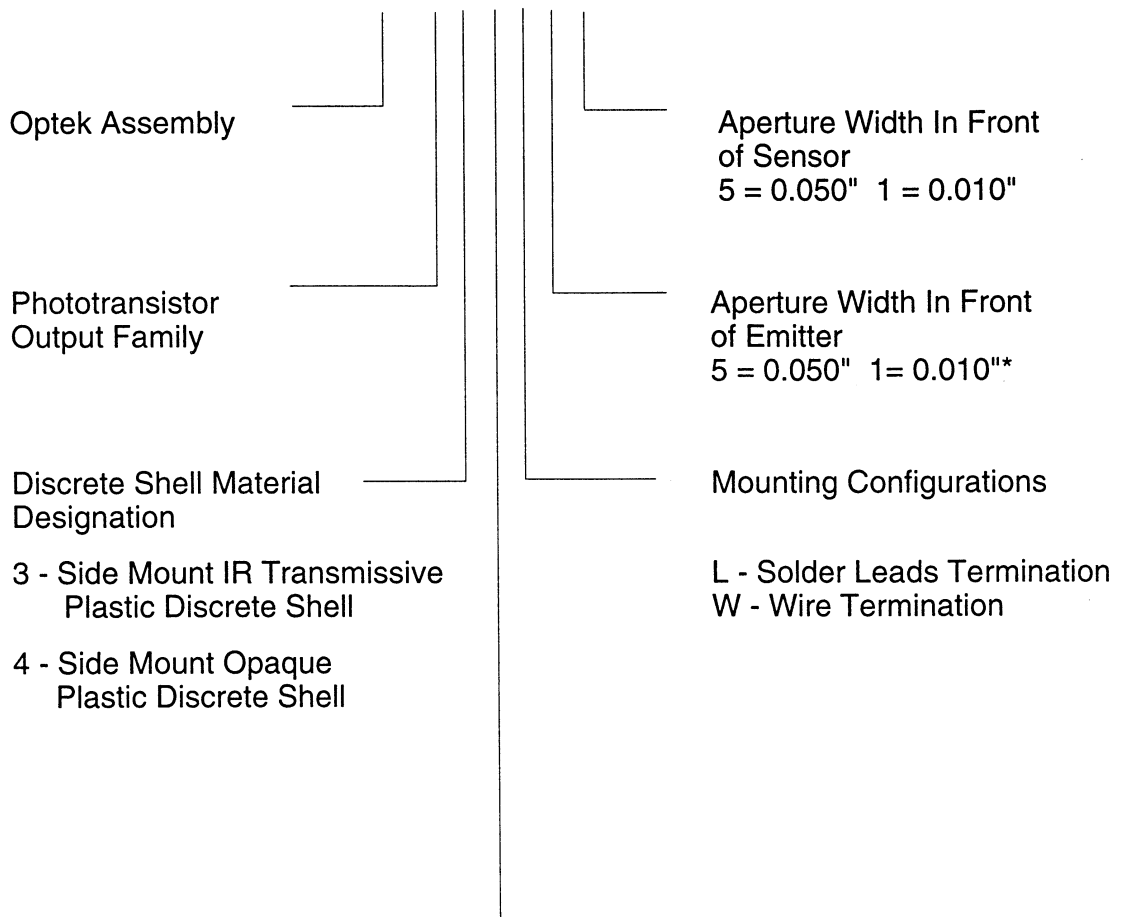 Optek Assembly
Aperture Width In Front
of Sensor
5 = 0.050" 1 = 0.010"
Phototransistor
Output Family
Aperture Width In Front
of Emitter
5 = 0.050" 1= 0.010"*
Discrete Shell Material
Designation
3 - Side Mount IR Transmissive
Plastic Discrete Shell
4 - Side Mount Opaque
Plastic Discrete Shell
Mounting Configurations
L - Solder Leads Termination
W - Wire Termination